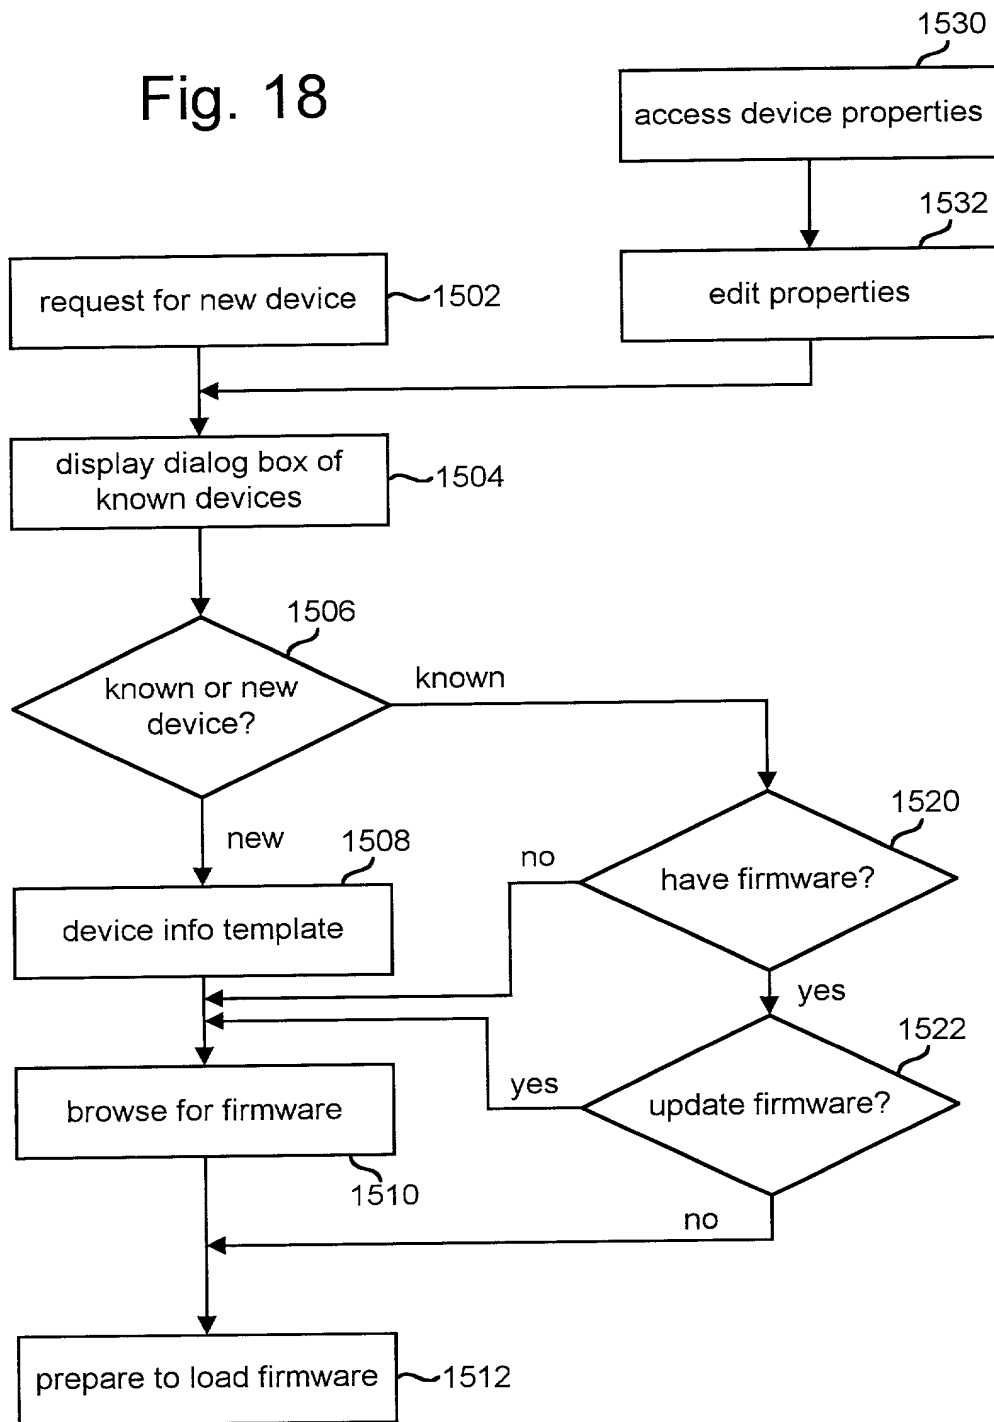 Fig. 18
1530
access device properties
1532
edit properties
request for new device
1502
display dialog box of
known devices
1504
1506
known or new
device?
known
new
1508
device info template
1520
have firmware?
no
yes
1522
update firmware?
yes
no
browse for firmware
1510
prepare to load firmware
1512